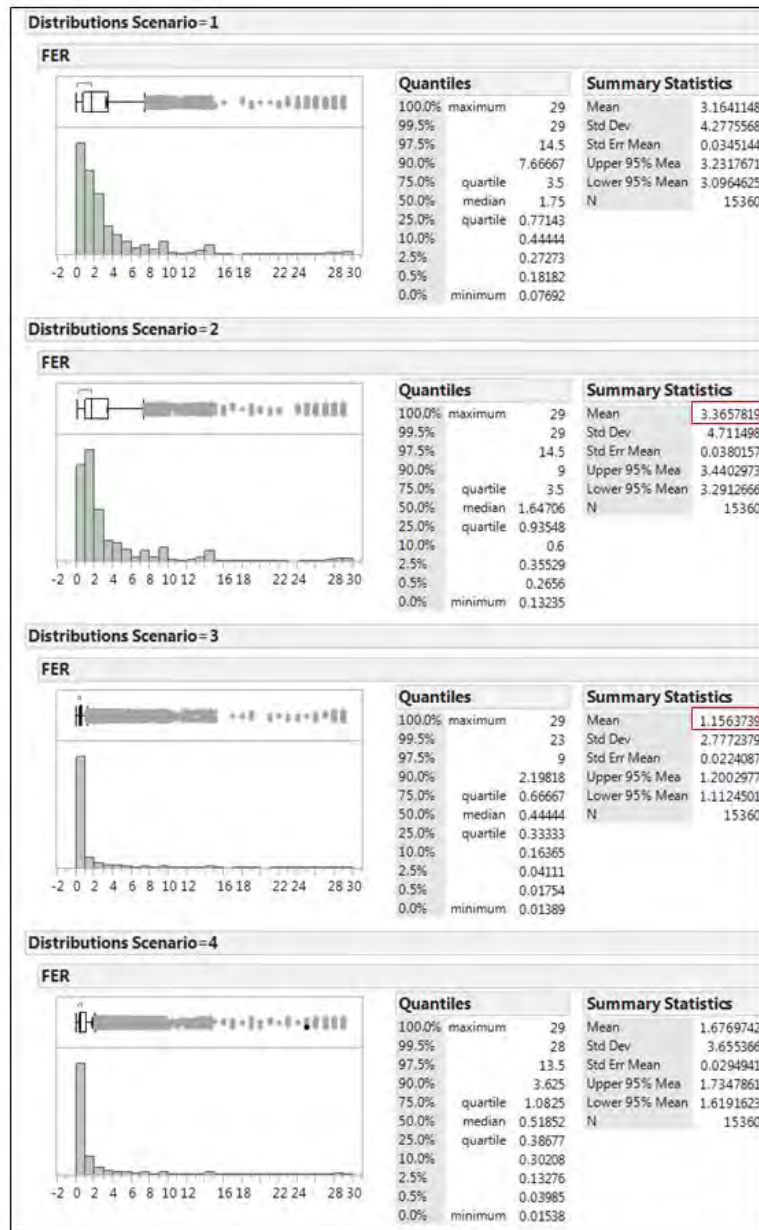 Distributions Scenario=1
FER
Quantiles
100.0% maximum 29
99.5% 29
97.5% 14.5
90.0% 7.66667
75.0% quartile 3.5
50.0% median 1.75
25.0% quartile 0.77143
10.0% 0.44444
2.5% 0.27273
0.5% 0.18182
0.0% minimum 0.07692
Summary Statistics
Mean 3.1641148
Std Dev 4.2775568
Std Err Mean 0.0345144
Upper 95% Mea 3.2317671
Lower 95% Mean 3.0964625
N 15360
-2 0 2 4 6 8 10 12 16 18 22 24 28 30
Distributions Scenario=2
FER
Quantiles
100.0% maximum 29
99.5% 29
97.5% 14.5
90.0% 9
75.0% quartile 3.5
50.0% median 1.64706
25.0% quartile 0.93548
10.0% 0.6
2.5% 0.35529
0.5% 0.2656
0.0% minimum 0.13235
Summary Statistics
Mean 3.3657819
Std Dev 4.711498
Std Err Mean 0.0380157
Upper 95% Mea 3.4402973
Lower 95% Mean 3.2912666
N 15360
-2 0 2 4 6 8 10 12 16 18 22 24 28 30
Distributions Scenario=3
FER
Quantiles
100.0% maximum 29
99.5% 23
97.5% 9
90.0% 2.19818
75.0% quartile 0.66667
50.0% median 0.44444
25.0% quartile 0.33333
10.0% 0.16365
2.5% 0.04111
0.5% 0.01754
0.0% minimum 0.01389
Summary Statistics
Mean 1.1563739
Std Dev 2.7772379
Std Err Mean 0.0224087
Upper 95% Mea 1.2002977
Lower 95% Mean 1.1124501
N 15360
-2 0 2 4 6 8 10 12 16 18 22 24 28 30
Distributions Scenario=4
FER
Quantiles
100.0% maximum 29
99.5% 28
97.5% 13.5
90.0% 3.625
75.0% quartile 1.0825
50.0% median 0.51852
25.0% quartile 0.38677
10.0% 0.30208
2.5% 0.13276
0.5% 0.03985
0.0% minimum 0.01538
Summary Statistics
Mean 1.6769742
Std Dev 3.655366
Std Err Mean 0.0294941
Upper 95% Mea 1.7347861
Lower 95% Mean 1.6191623
N 15360
-2 0 2 4 6 8 10 12 16 18 22 24 28 30